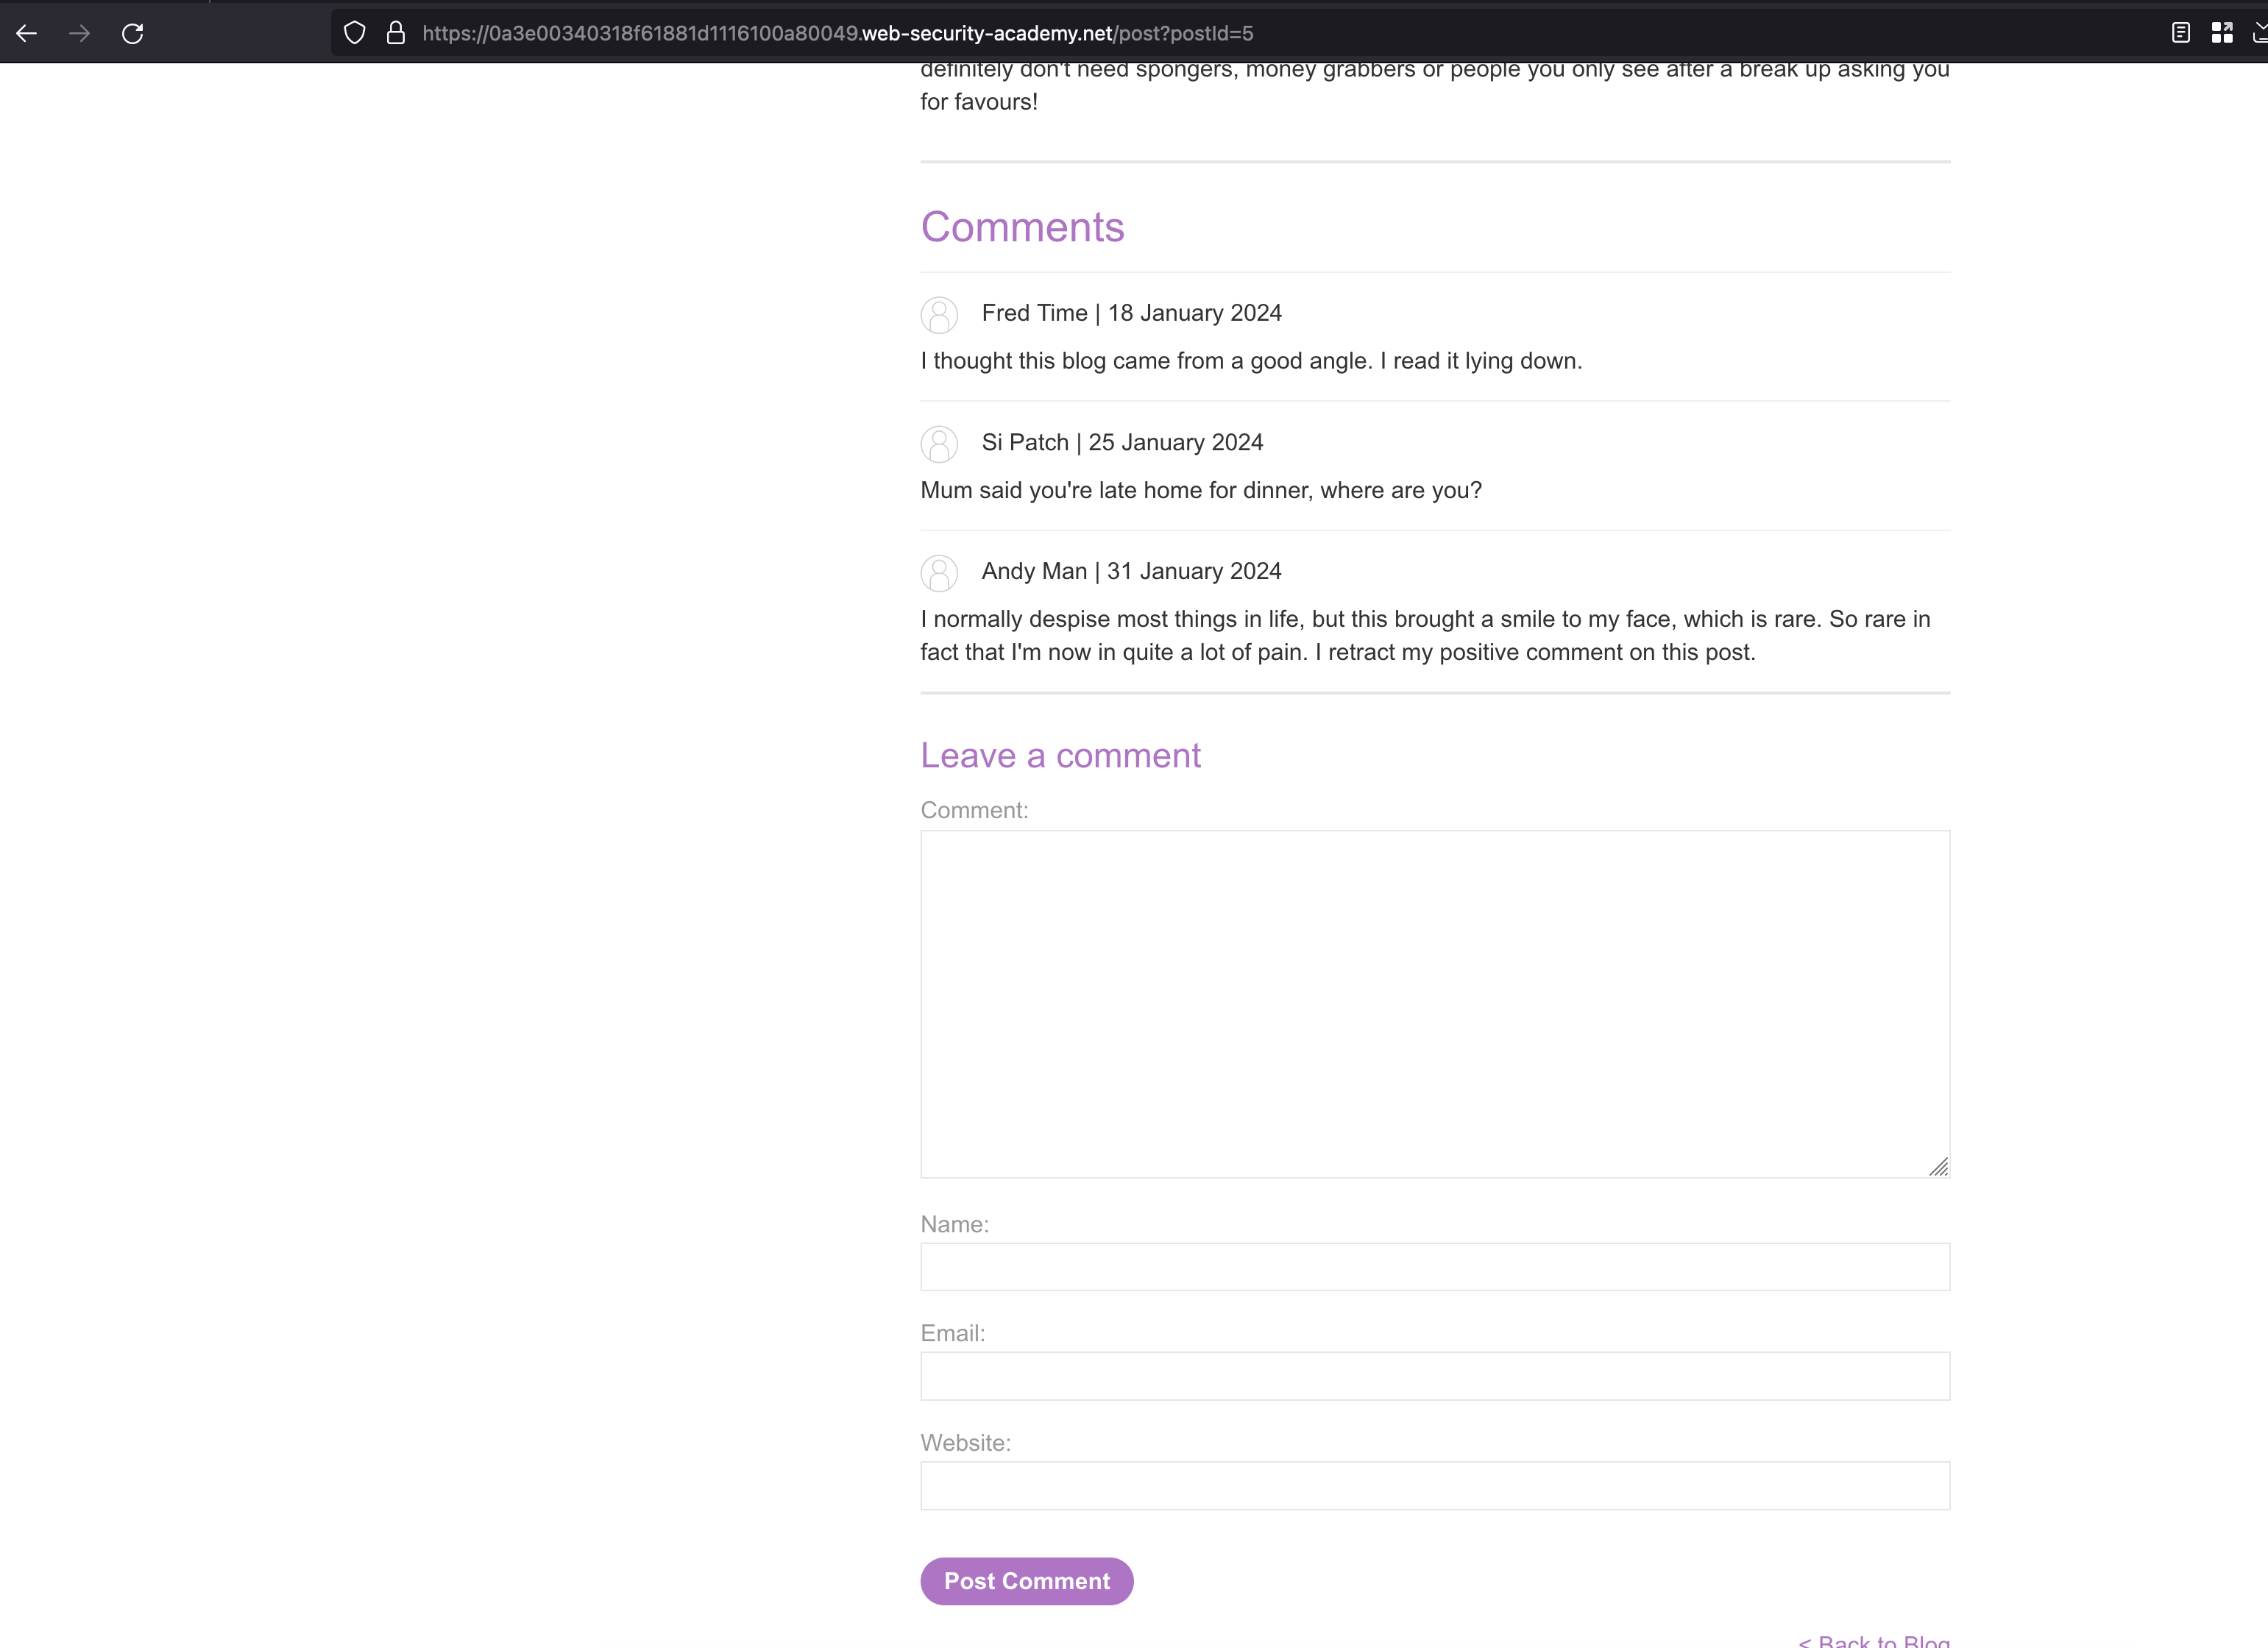 https://0a3e00340318f61881d1116100a80049.web-security-academy.net/post?postId=5
definitely don't need spongers, money grabbers or people you only see after a break up asking you
for favours!
Comments
Fred Time | 18 January 2024
I thought this blog came from a good angle. I read it lying down.
Si Patch | 25 January 2024
Mum said you're late home for dinner, where are you?
Andy Man | 31 January 2024
I normally despise most things in life, but this brought a smile to my face, which is rare. So rare in
fact that I'm now in quite a lot of pain. I retract my positive comment on this post.
Leave a comment
Comment:
Name:
Email:
Website:
Post Comment
< Back to Blog